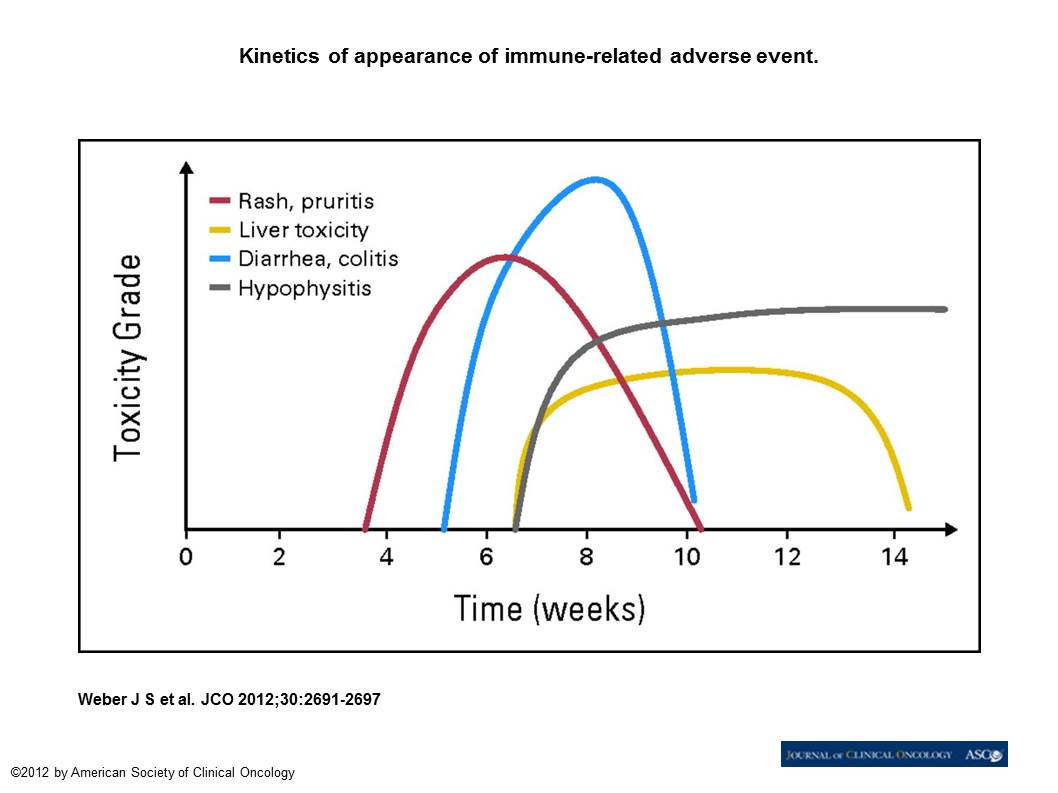 Kinetics of appearance of immune-related adverse event.
Rash, pruritis
Liver toxicity
Diarrhea, colitis
Hypophysitis
Toxicity Grade
0 2 4 6 8 10 12 14
Time (weeks)
Weber J S et al. JCO 2012;30:2691-2697
JOURNAL OF CLINICAL ONCOLOGY ASCO
©2012 by American Society of Clinical Oncology